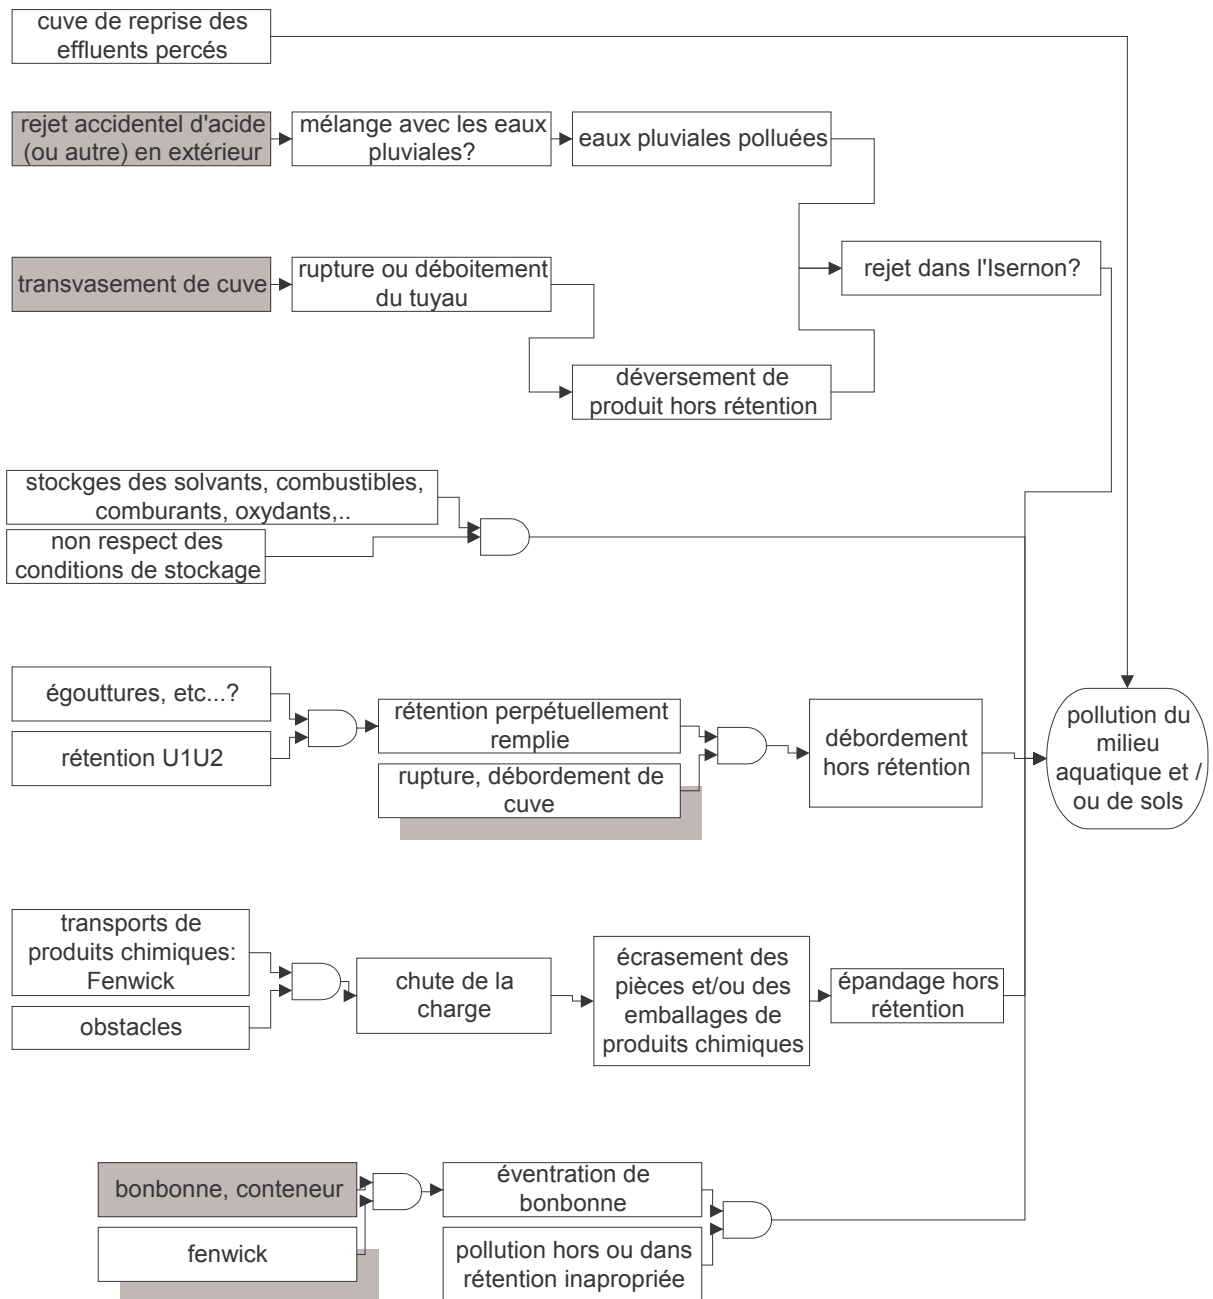 cuve de reprise des
effluents percés
rejet accidentel d'acide
(ou autre) en extérieur
mélange avec les eaux
pluviales?
eaux pluviales polluées
transvasement de cuve
rupture ou déboitement
du tuyau
rejet dans l'Isernon?
déversement de
produit hors rétention
stockges des solvants, combustibles,
comburants, oxydants,..
non respect des
conditions de stockage
égouttures, etc...?
rétention U1U2
rétention perpétuellement
remplie
rupture, débordement de
cuve
débordement
hors rétention
pollution du
milieu
aquatique et /
ou de sols
transports de
produits chimiques:
Fenwick
obstacles
chute de la
charge
écrasement des
pièces et/ou des
emballages de
produits chimiques
épandage hors
rétention
bonbonne, conteneur
fenwick
éventration de
bonbonne
pollution hors ou dans
rétention inapropriée